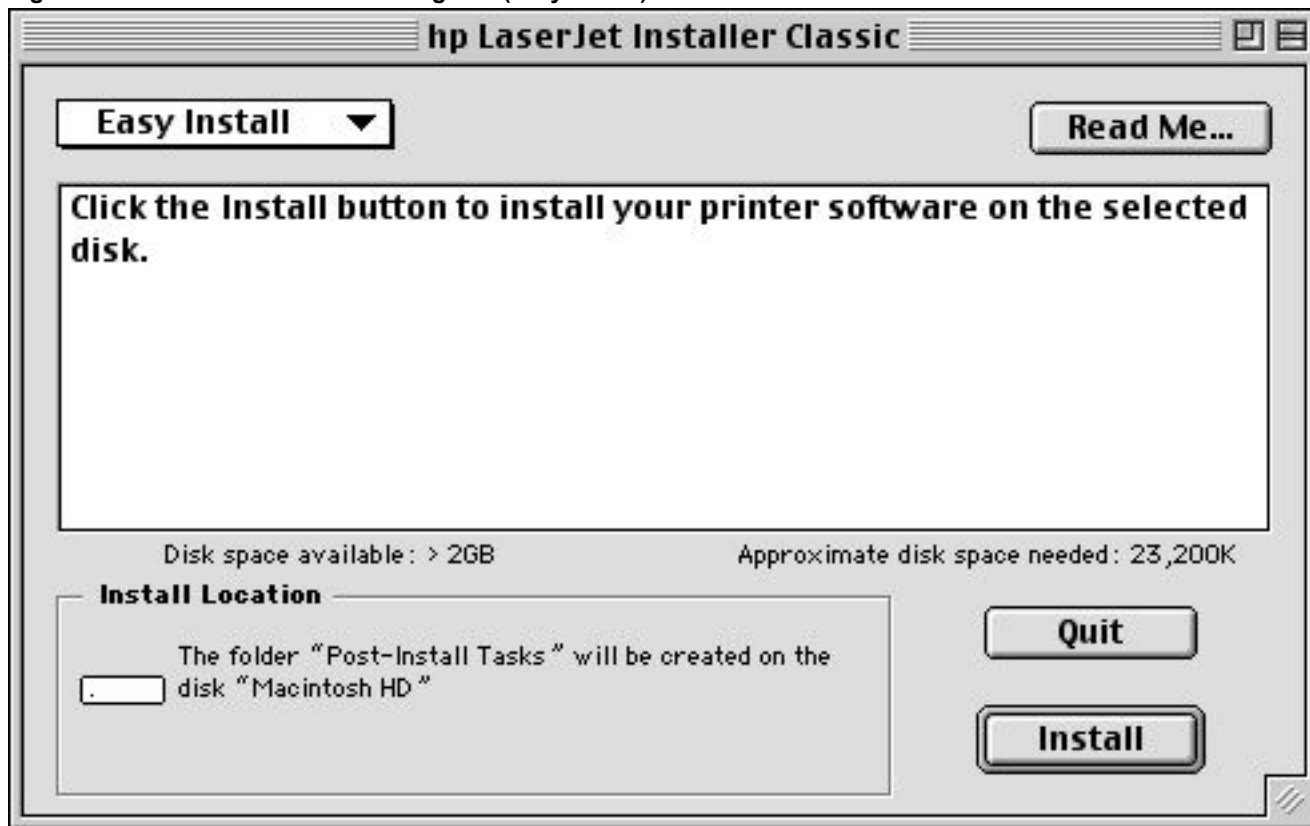 hp LaserJet Installer Classic
Easy Install
Read Me...
Click the Install button to install your printer software on the selected
disk.
Disk space available: > 2GB
Approximate disk space needed: 23,200K
Install Location
The folder "Post-Install Tasks" will be created on the
disk "Macintosh HD"
Quit
Install